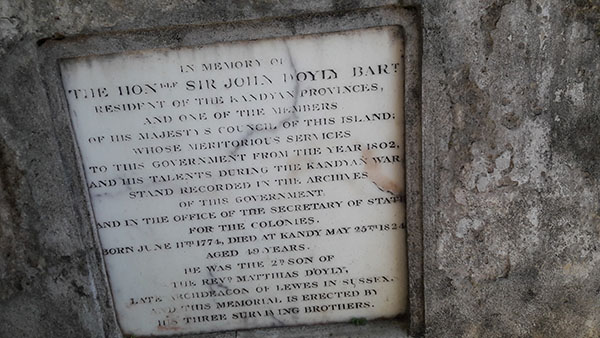 IN MEMORY OF
THE HONBLE SIR JOHN D'OYLY BART
RESIDENT OF THE KANDYAN PROVINCES,
AND ONE OF THE MEMBERS
OF HIS MAJESTY'S COUNCIL OF THIS ISLAND;
WHOSE MERITORIOUS SERVICES
TO THIS GOVERNMENT FROM THE YEAR 1802,
AND HIS TALENTS DURING THE KANDYAN WAR
STAND RECORDED IN THE ARCHIVES
OF THIS GOVERNMENT.
AND IN THE OFFICE OF THE SECRETARY OF STATE
FOR THE COLONIES.
BORN JUNE 11TH 1774, DIED AT KANDY MAY 25TH 1824
AGED 49 YEARS.
HE WAS THE 2D SON OF
THE REVD MATTHIAS D'OYLY,
LATE ARCHDEACON OF LEWES IN SUSSEX.
AND THIS MEMORIAL IS ERECTED BY
HIS THREE SURVIVING BROTHERS.